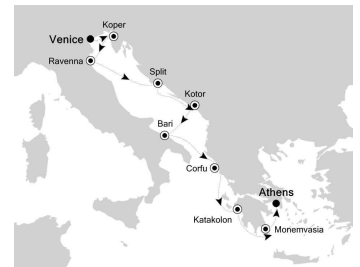 Koper
Venice
Ravenna
Split
Kotor
Bari
Corfu
Athens
Katakolon
Monemvasia